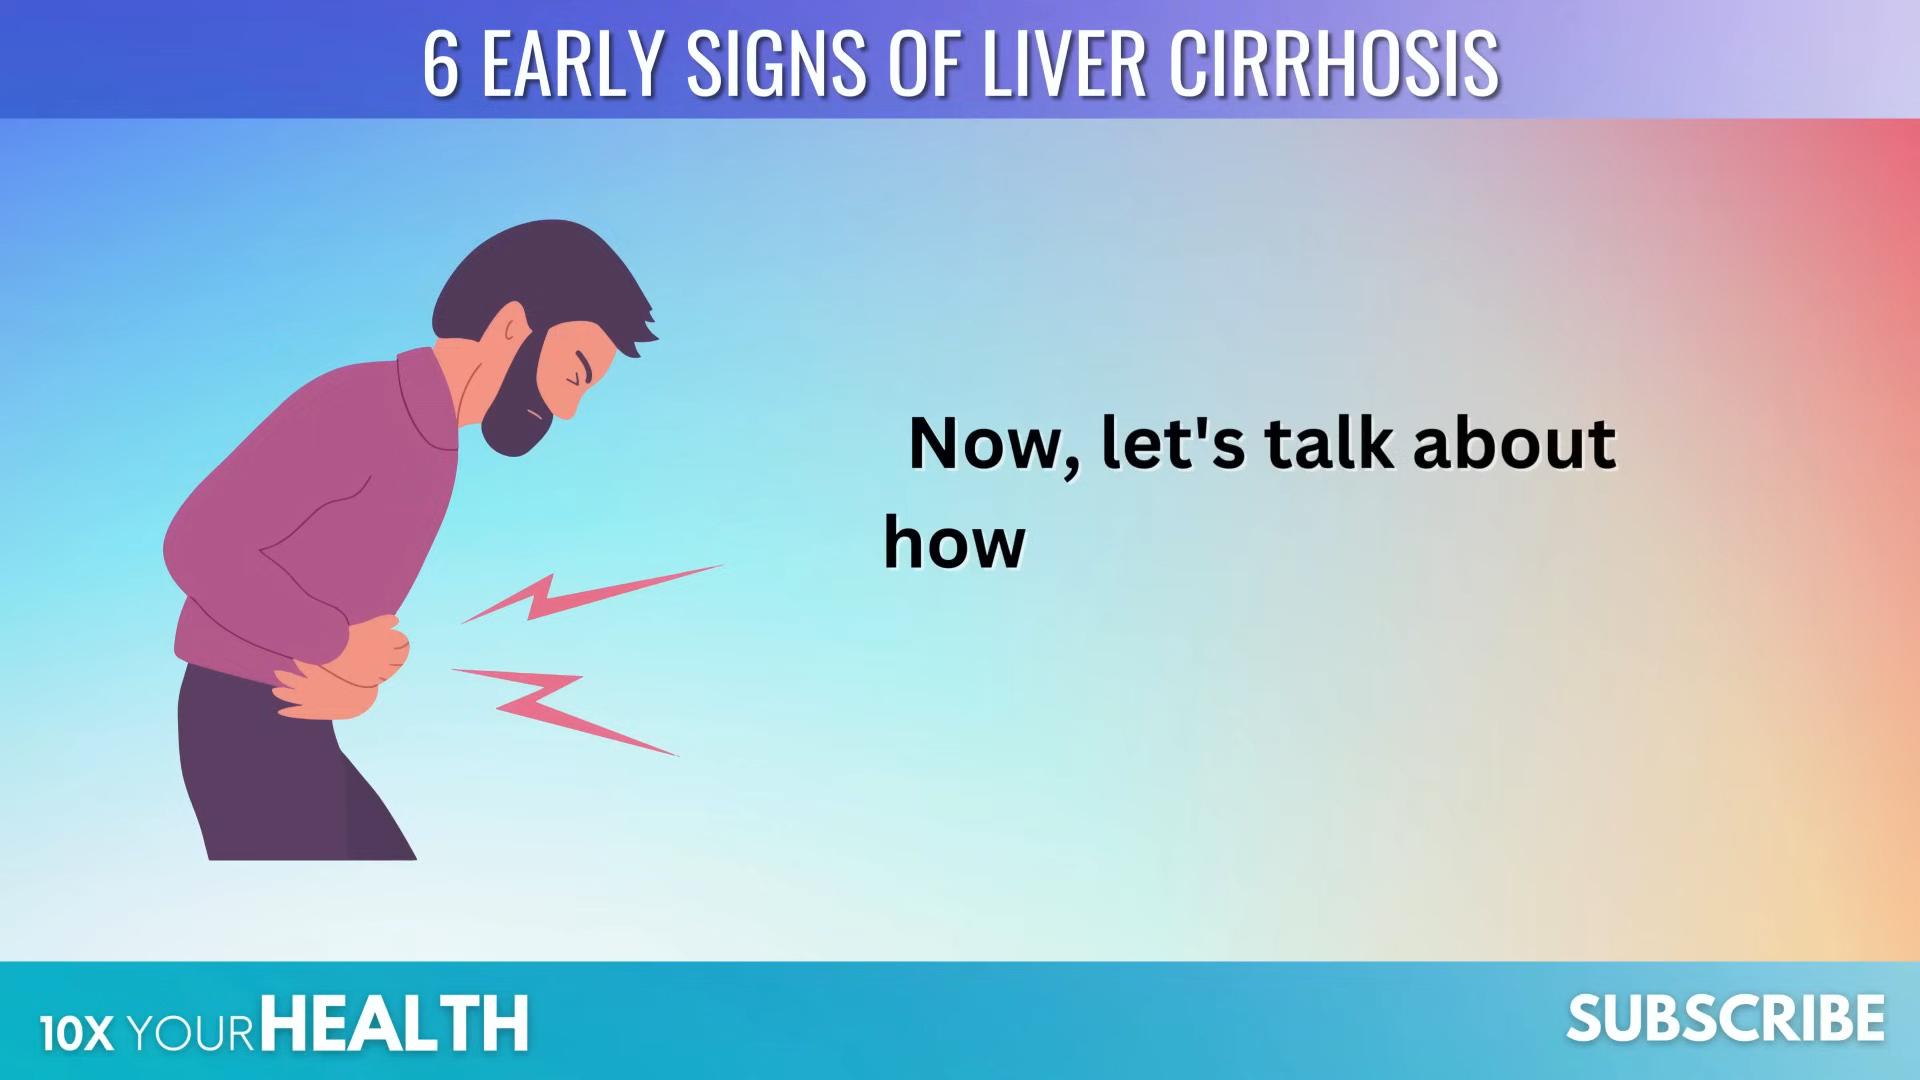 6 EARLY SIGNS OF LIVER CIRRHOSIS
Now, let's talk about
how
10X YOUR HEALTH
SUBSCRIBE